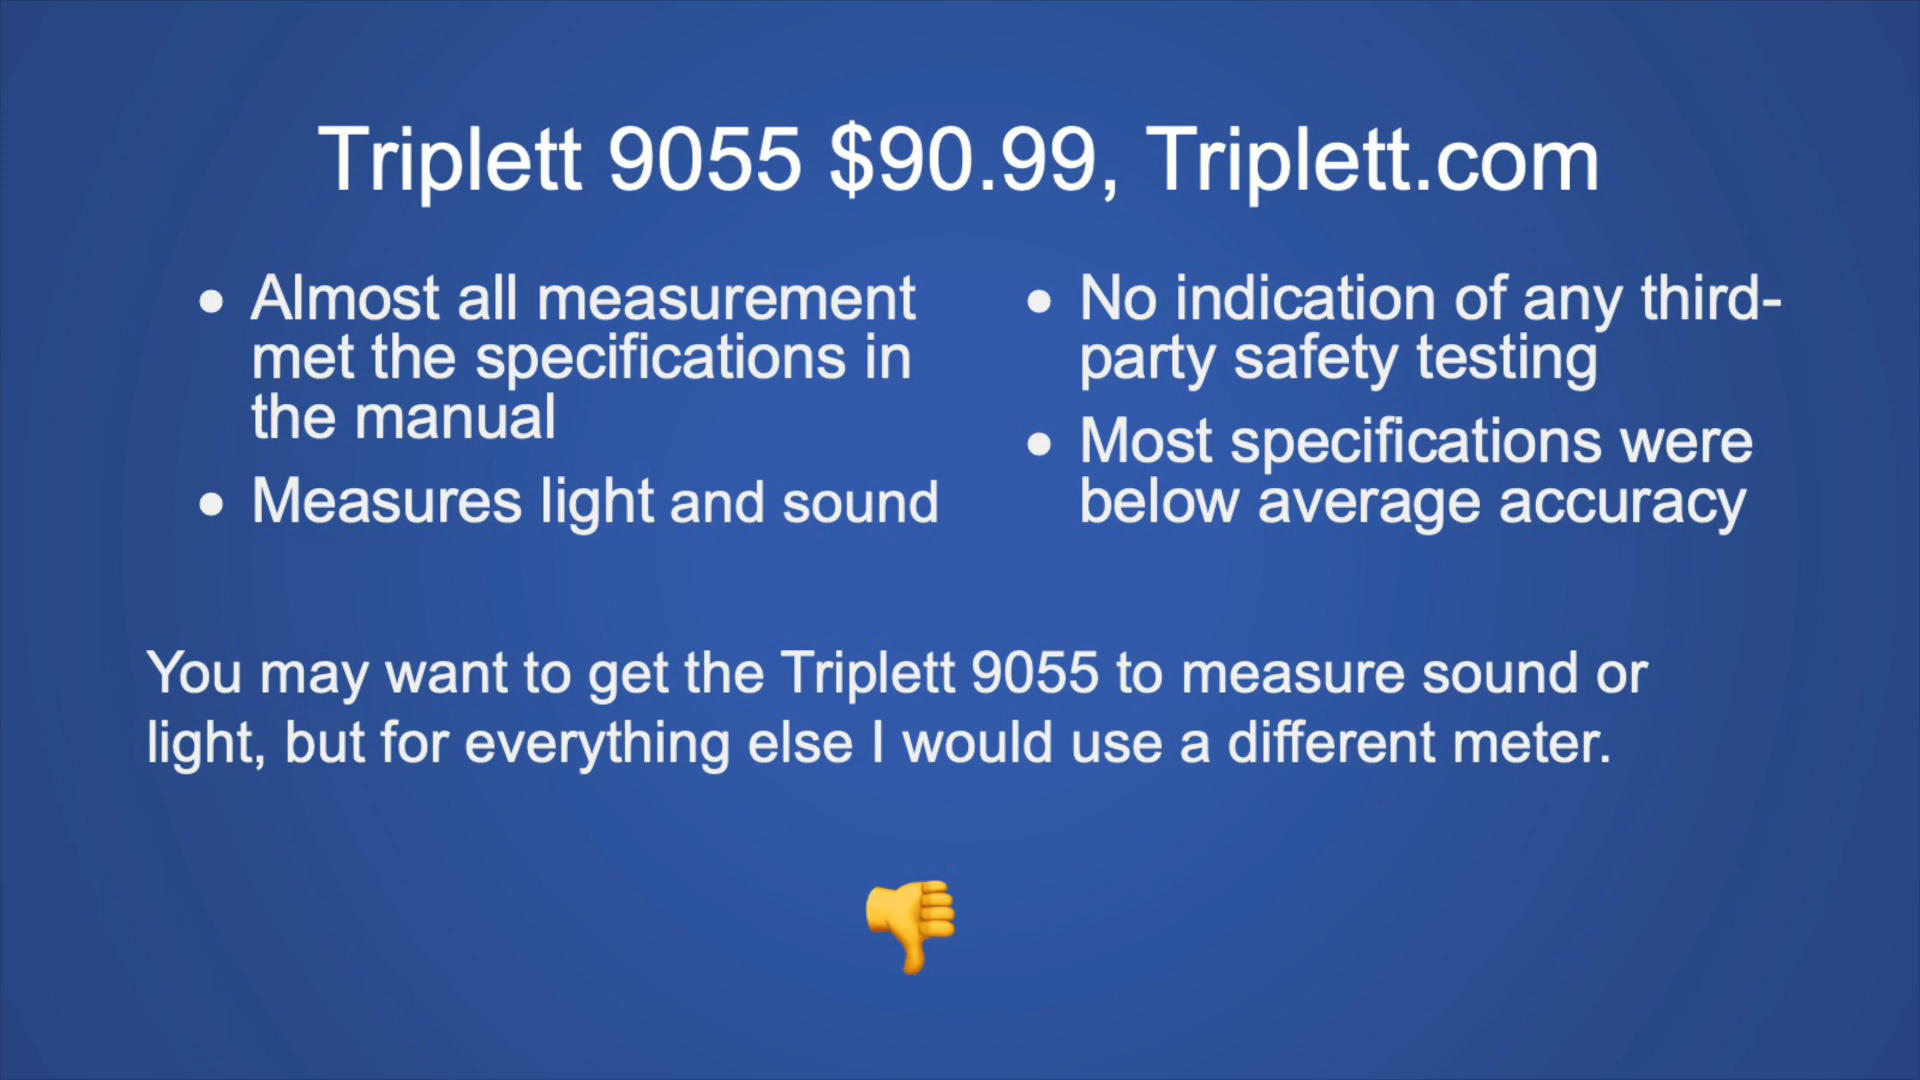 Triplett 9055 $90.99, Triplett.com
• Almost all measurement
met the specifications in
the manual
• Measures light and sound
• No indication of any third-
party safety testing
• Most specifications were
below average accuracy
You may want to get the Triplett 9055 to measure sound or
light, but for everything else I would use a different meter.